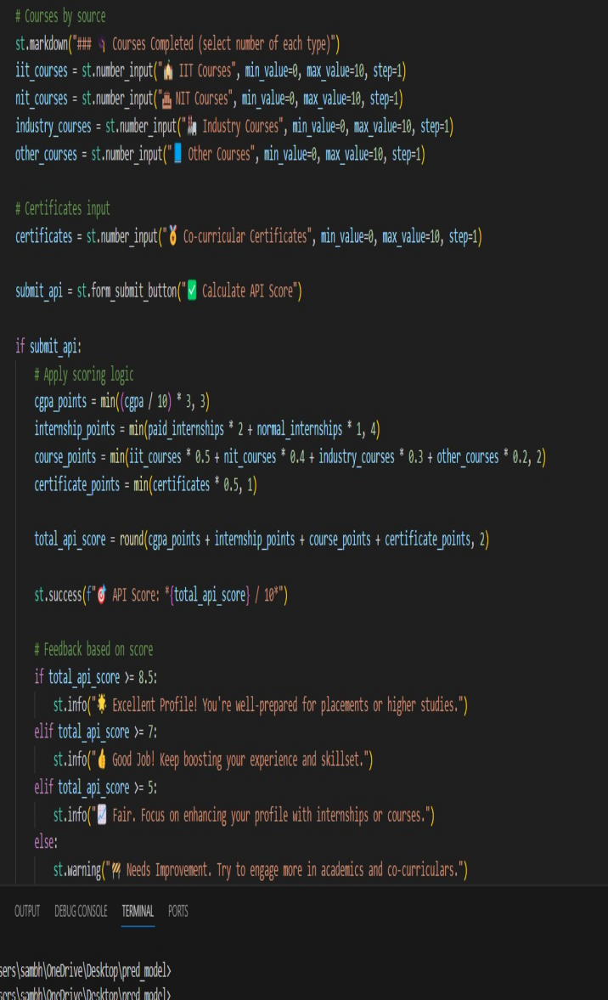 # Courses by source
st.markdown("### 🎓 Courses Completed (select number of each type)")
iit_courses = st.number_input("🏫 IIT Courses", min_value=0, max_value=10, step=1)
nit_courses = st.number_input("🏛 NIT Courses", min_value=0, max_value=10, step=1)
industry_courses = st.number_input("🏭 Industry Courses", min_value=0, max_value=10, step=1)
other_courses = st.number_input("📘 Other Courses", min_value=0, max_value=10, step=1)
# Certificates input
certificates = st.number_input("🏅 Co-curricular Certificates", min_value=0, max_value=10, step=1)
submit_api = st.form_submit_button("✅ Calculate API Score")
if submit_api:
# Apply scoring logic
cgpa_points = min((cgpa / 10) * 3, 3)
internship_points = min(paid_internships * 2 + normal_internships * 1, 4)
course_points = min(iit_courses * 0.5 + nit_courses * 0.4 + industry_courses * 0.3 + other_courses * 0.2, 2)
certificate_points = min(certificates * 0.5, 1)
total_api_score = round(cgpa_points + internship_points + course_points + certificate_points, 2)
st.success(f"🎯 API Score: *{total_api_score} / 10*")
# Feedback based on score
if total_api_score >= 8.5:
st.info("🌟 Excellent Profile! You're well-prepared for placements or higher studies.")
elif total_api_score >= 7:
st.info("👍 Good Job! Keep boosting your experience and skillset.")
elif total_api_score >= 5:
st.info("📈 Fair. Focus on enhancing your profile with internships or courses.")
else:
st.warning("🚧 Needs Improvement. Try to engage more in academics and co-curriculars.")
OUTPUT DEBUG CONSOLE TERMINAL PORTS
sers\sambh\OneDrive\Desktop\pred_model>
sers\sambh\OneDrive\Desktop\pred_model>